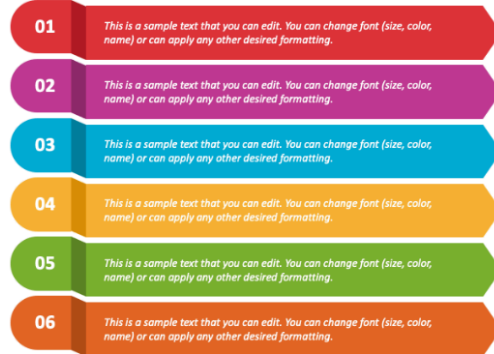 01
This is a sample text that you can edit. You can change font (size, color,
name) or can apply any other desired formatting.
02
This is a sample text that you can edit. You can change font (size, color,
name) or can apply any other desired formatting.
03
This is a sample text that you can edit. You can change font (size, color,
name) or can apply any other desired formatting.
04
This is a sample text that you can edit. You can change font (size, color,
name) or can apply any other desired formatting.
05
This is a sample text that you can edit. You can change font (size, color,
name) or can apply any other desired formatting.
06
This is a sample text that you can edit. You can change font (size, color,
name) or can apply any other desired formatting.